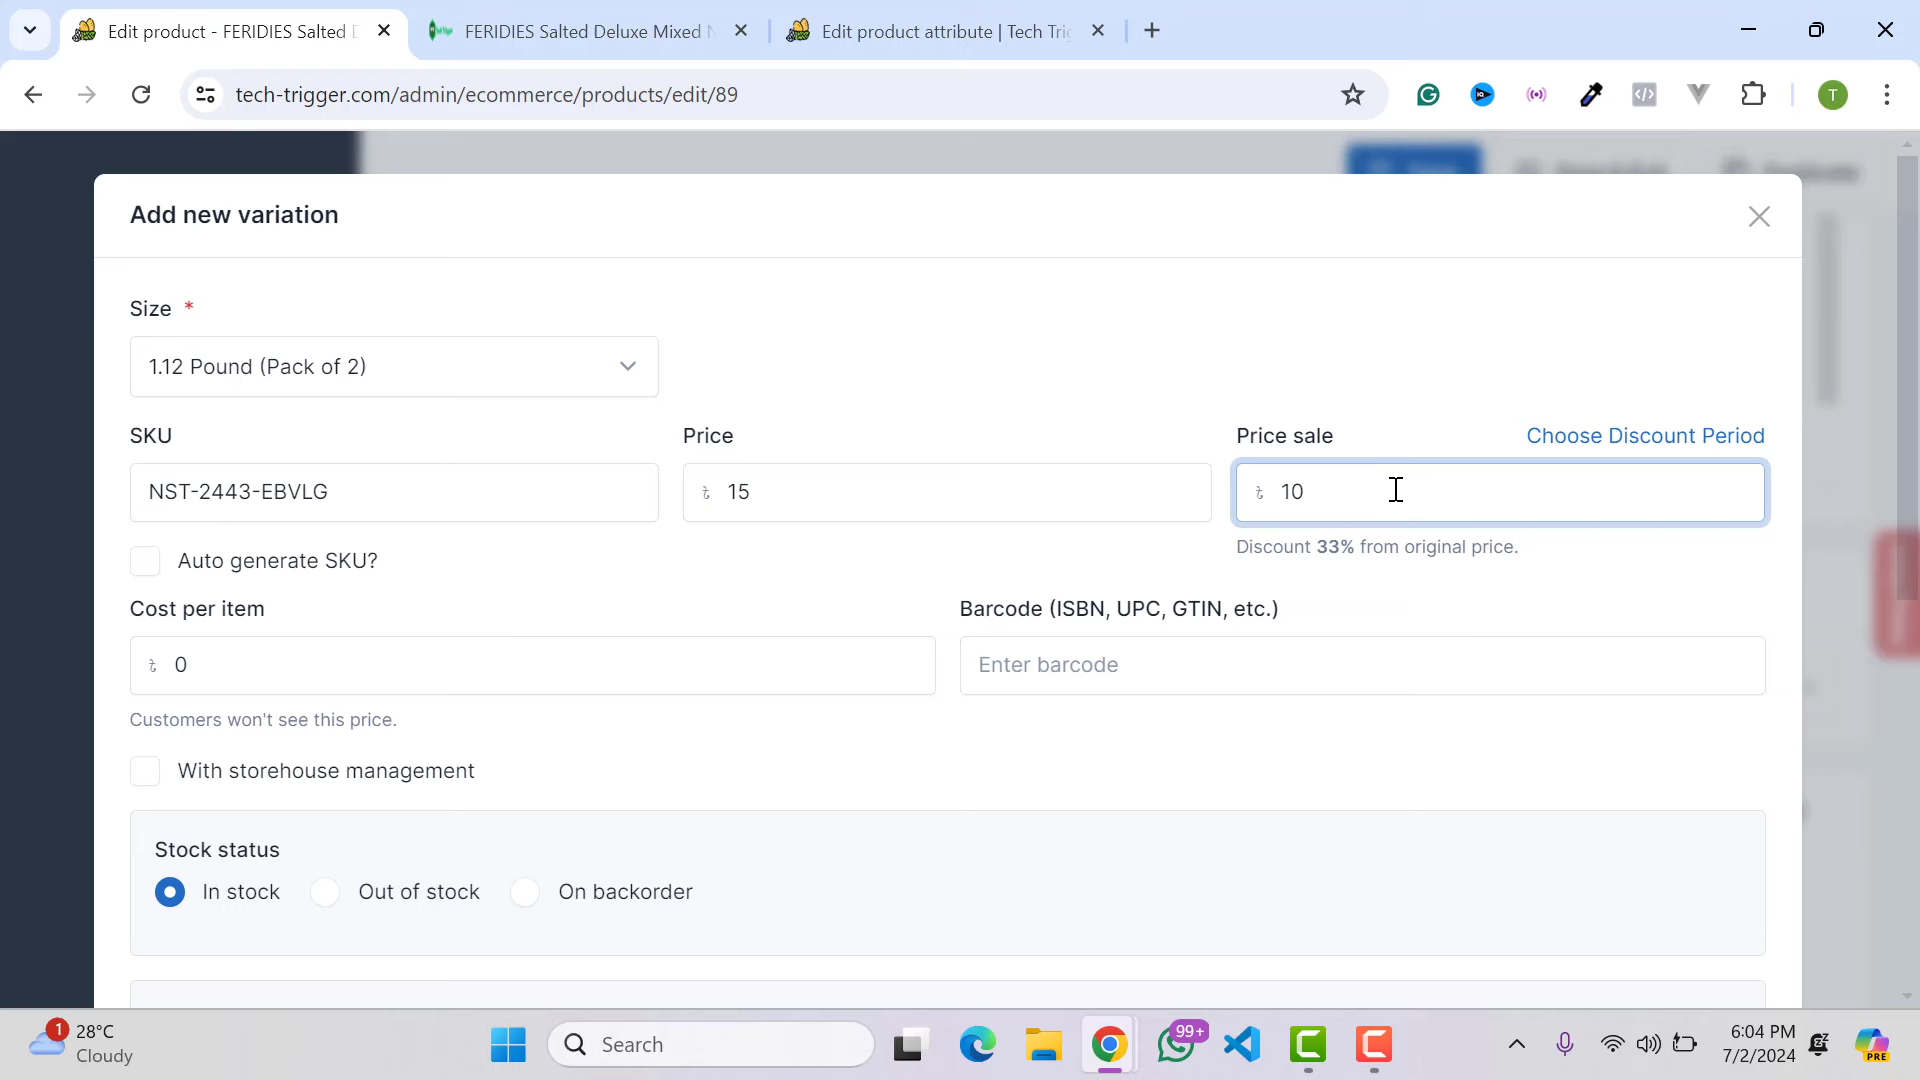 Edit product - FERIDIES Salted D
FERIDIES Salted Deluxe Mixed N
Edit product attribute | Tech Trig
tech-trigger.com/admin/ecommerce/products/edit/89
T
Add new variation
Size *
1.12 Pound (Pack of 2)
SKU
Price
Price sale
Choose Discount Period
NST-2443-EBVLG
৳ 15
৳ 10
Auto generate SKU?
Discount 33% from original price.
Cost per item
Barcode (ISBN, UPC, GTIN, etc.)
৳ 0
Enter barcode
Customers won't see this price.
With storehouse management
Stock status
In stock
Out of stock
On backorder
1
28°C
Cloudy
Search
99+
6:04 PM
7/2/2024
PRE